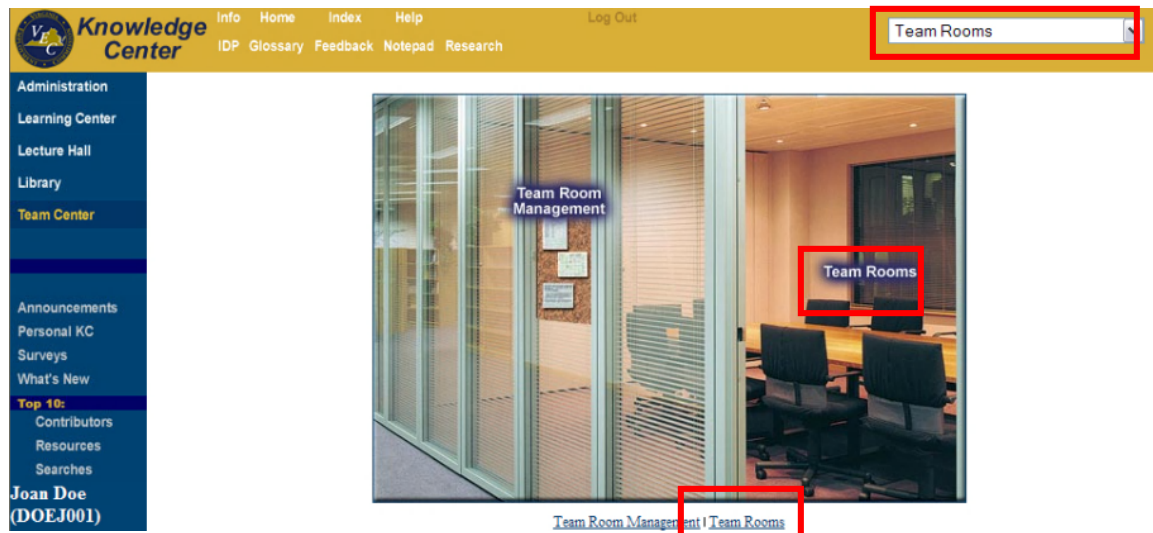 VEC
Knowledge
Center
Info Home Index Help Log Out
IDP Glossary Feedback Notepad Research
Team Rooms
Administration
Learning Center
Lecture Hall
Library
Team Center
Announcements
Personal KC
Surveys
What's New
Top 10:
Contributors
Resources
Searches
Joan Doe
(DOEJ001)
Team Room
Management
Team Rooms
Team Room Management | Team Rooms